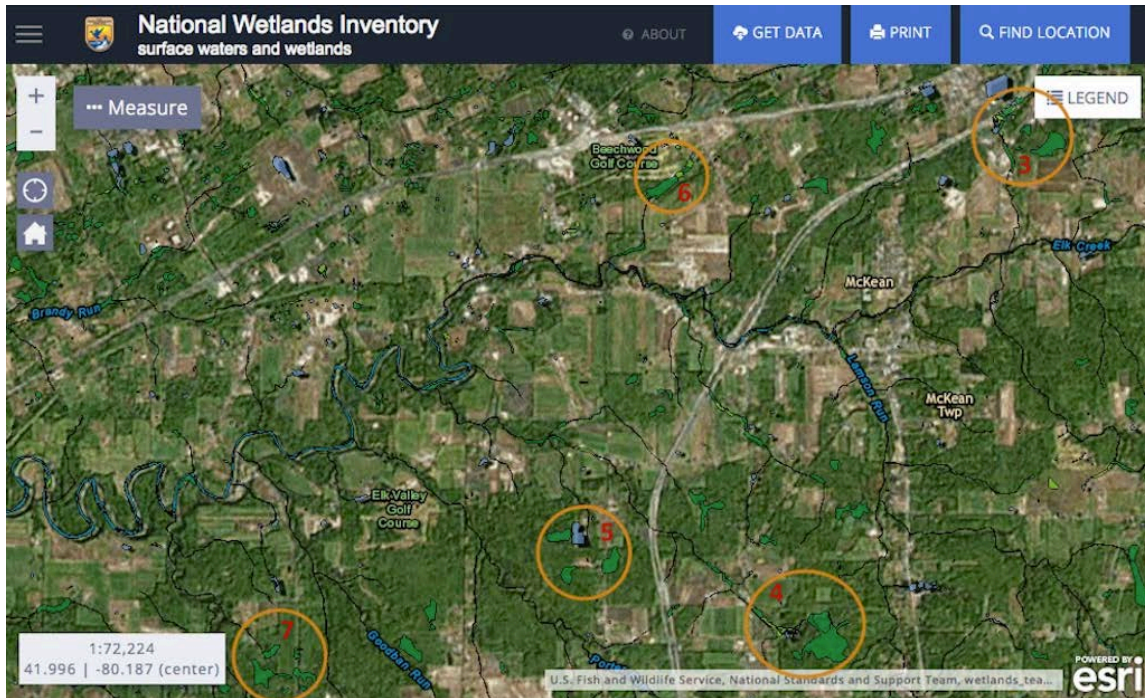 National Wetlands Inventory
surface waters and wetlands
ABOUT
GET DATA
PRINT
FIND LOCATION
+
−
Measure
LEGEND
Beechwood
Golf Course
6
3
Elk Creek
McKean
Brandy Run
Lamson Run
McKean
Twp
Elk Valley
Golf
Course
5
4
7
Goodban Run
Porter
1:72,224
41.996 | -80.187 (center)
U.S. Fish and Wildlife Service, National Standards and Support Team, wetlands_tea...
POWERED BY
esri